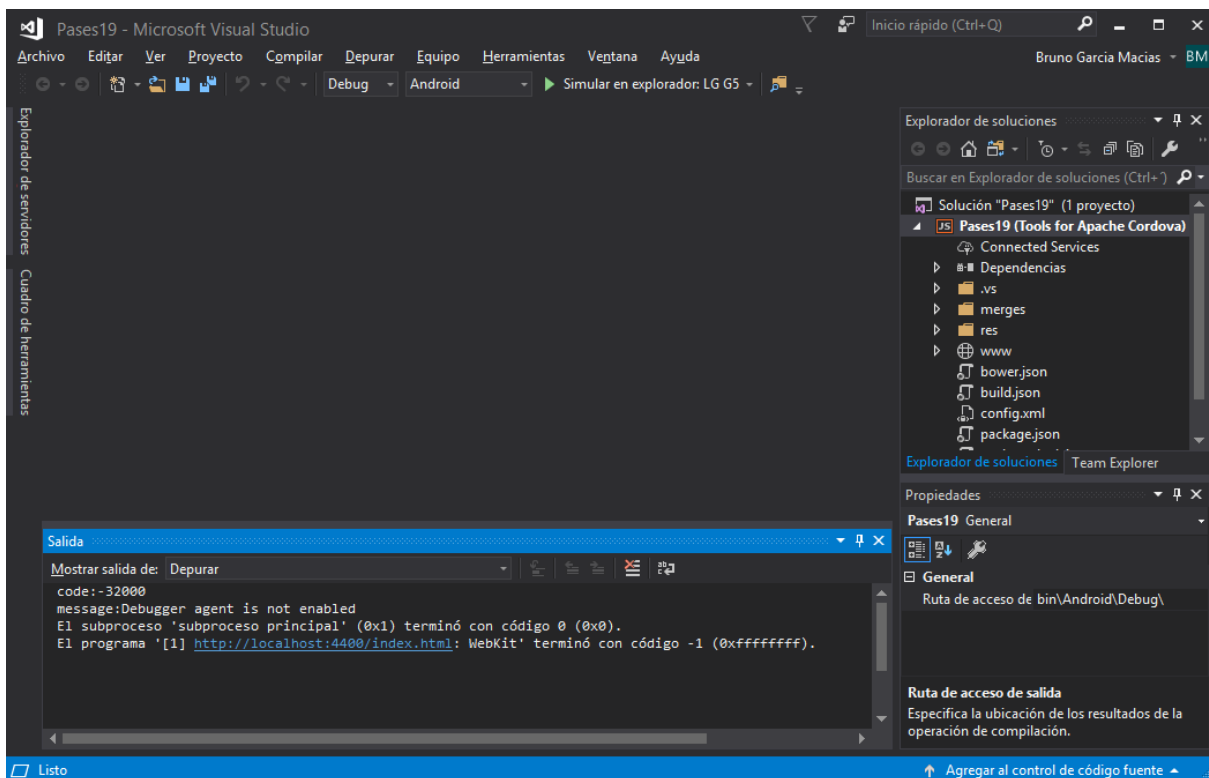 Pases19 - Microsoft Visual Studio
Inicio rápido (Ctrl+Q)
Archivo Editar Ver Proyecto Compilar Depurar Equipo Herramientas Ventana Ayuda
Bruno Garcia Macias BM
Debug Android Simular en explorador: LG G5
Explorador de servidores
Cuadro de herramientas
Explorador de soluciones
Buscar en Explorador de soluciones (Ctrl+´)
Solución "Pases19" (1 proyecto)
JS Pases19 (Tools for Apache Cordova)
Connected Services
Dependencias
.vs
merges
res
www
bower.json
build.json
config.xml
package.json
Explorador de soluciones Team Explorer
Propiedades
Pases19 General
General
Ruta de acceso de bin\Android\Debug\
Ruta de acceso de salida
Especifica la ubicación de los resultados de la
operación de compilación.
Salida
Mostrar salida de: Depurar
code:-32000
message:Debugger agent is not enabled
El subproceso 'subproceso principal' (0x1) terminó con código 0 (0x0).
El programa '[1] http://localhost:4400/index.html: WebKit' terminó con código -1 (0xffffffff).
Listo
Agregar al control de código fuente